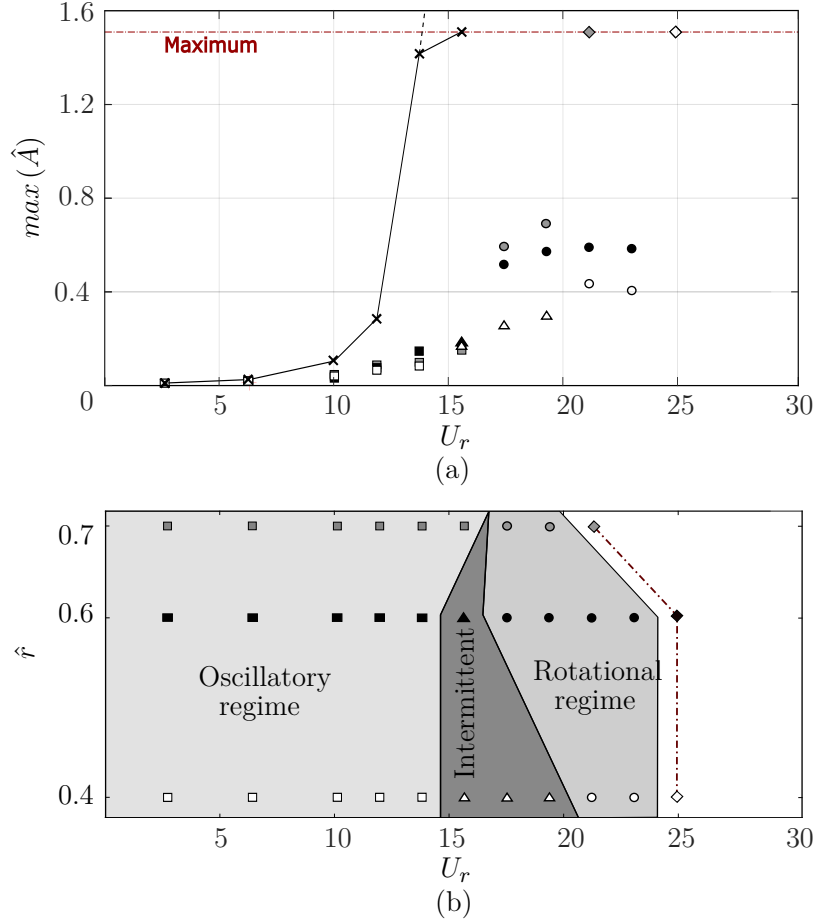 1.6
Maximum
1.2
max (Â)
0.8
0.4
0
5
10
15
20
25
30
U_r
(a)
0.7
0.6
r̂
Oscillatory
regime
Intermittent
Rotational
regime
0.4
5
10
15
20
25
30
U_r
(b)